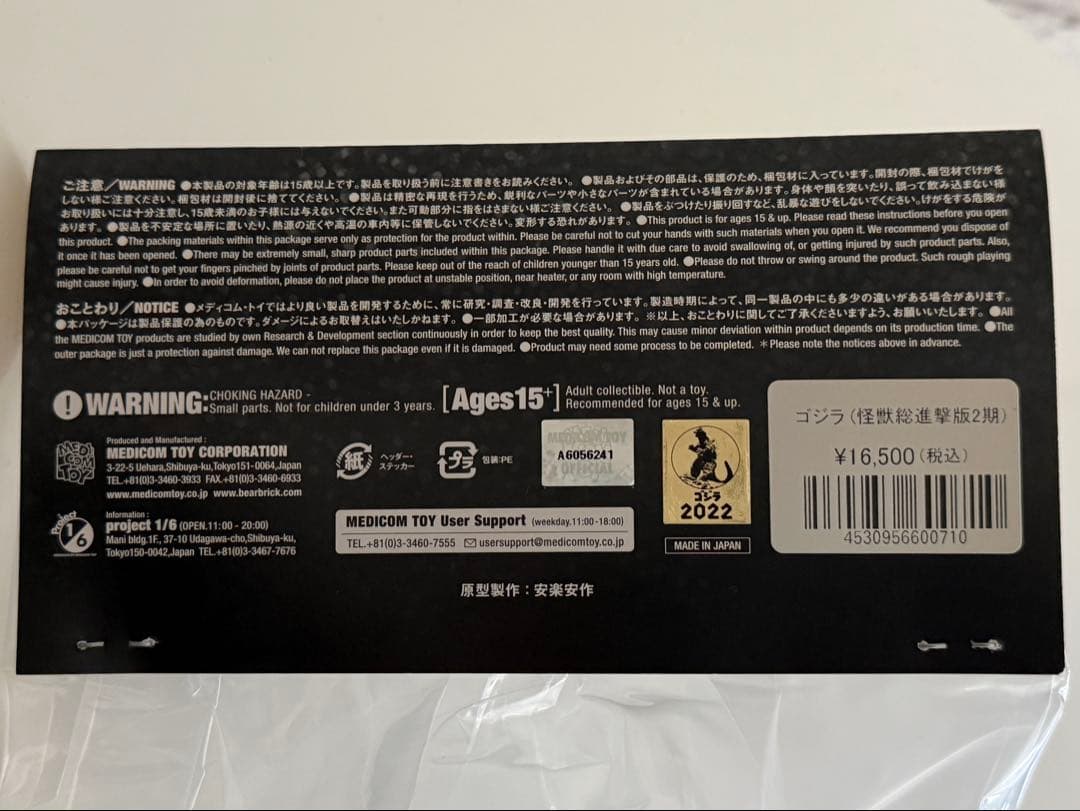 ご注意／WARNING ●本製品の対象年齢は15歳以上です。製品を取り扱う前に注意書きをお読みください。 ●製品およびその部品は、保護のため、梱包材に入っています。開封の際、梱包材でけがを
しない様ご注意ください。梱包材は開封後に捨ててください。●製品は精密な再現を行うため、鋭利なパーツや小さなパーツが含まれている場合があります。身体や顔を突いたり、誤って飲み込まない様
お取り扱いには十分注意し、15歳未満のお子様には与えないでください。また可動部分に指をはさまない様ご注意ください。 ●製品をぶつけたり振り回すなど、乱暴な遊びをしないでください。けがをする危険が
あります。●製品を不安定な場所に置いたり、熱源の近くや高温の車内等に保管しないでください。変形する恐れがあります。 ●This product is for ages 15 & up. Please read these instructions before you open
this product. ●The packing materials within this package serve only as protection for the product within. Please be careful not to cut your hands with such materials when you open it. We recommend you dispose of
it once it has been opened. ●There may be extremely small, sharp product parts included within this package. Please handle it with due care to avoid swallowing of, or getting injured by such product parts. Also,
please be careful not to get your fingers pinched by joints of product parts. Please keep out of the reach of children younger than 15 years old. ●Please do not throw or swing around the product. Such rough playing
might cause injury. ●In order to avoid deformation, please do not place the product at unstable position, near heater, or any room with high temperature.
おことわり／NOTICE ●メディコム・トイではより良い製品を開発するために、常に研究・調査・改良・開発を行っています。製造時期によって、同一製品の中にも多少の違いがある場合があります。
●本パッケージは製品保護の為のものです。ダメージによるお取替えはいたしかねます。 ●一部加工が必要な場合があります。 ※以上、おことわりに関してご了承くださいますよう、お願いいたします。 ●All
the MEDICOM TOY products are studied by own Research & Development section continuously in order to keep the best quality. This may cause minor deviation within product depends on its production time. ●The
outer package is just a protection against damage. We can not replace this package even if it is damaged. ●Product may need some process to be completed. ＊Please note the notices above in advance.
! WARNING: CHOKING HAZARD -
Small parts. Not for children under 3 years.
[Ages15+] Adult collectible. Not a toy.
Recommended for ages 15 & up.
MEDICOM TOY
Produced and Manufactured :
MEDICOM TOY CORPORATION
3-22-5 Uehara,Shibuya-ku,Tokyo151-0064,Japan
TEL.+81(0)3-3460-3933 FAX.+81(0)3-3460-6933
www.medicomtoy.co.jp www.bearbrick.com
紙 ヘッダー・
ステッカー
プラ 包装:PE
MEDICOM TOY
A6056241
OFFICIAL
ゴジラ
2022
MADE IN JAPAN
ゴジラ(怪獣総進撃版2期)
¥16,500(税込)
4530956600710
Project 1/6
Information :
project 1/6 (OPEN.11:00 - 20:00)
Mani bldg.1F, 37-10 Udagawa-cho,Shibuya-ku,
Tokyo150-0042,Japan TEL.+81(0)3-3467-7676
MEDICOM TOY User Support (weekday.11:00-18:00)
TEL.+81(0)3-3460-7555 usersupport@medicomtoy.co.jp
原型製作：安楽安作